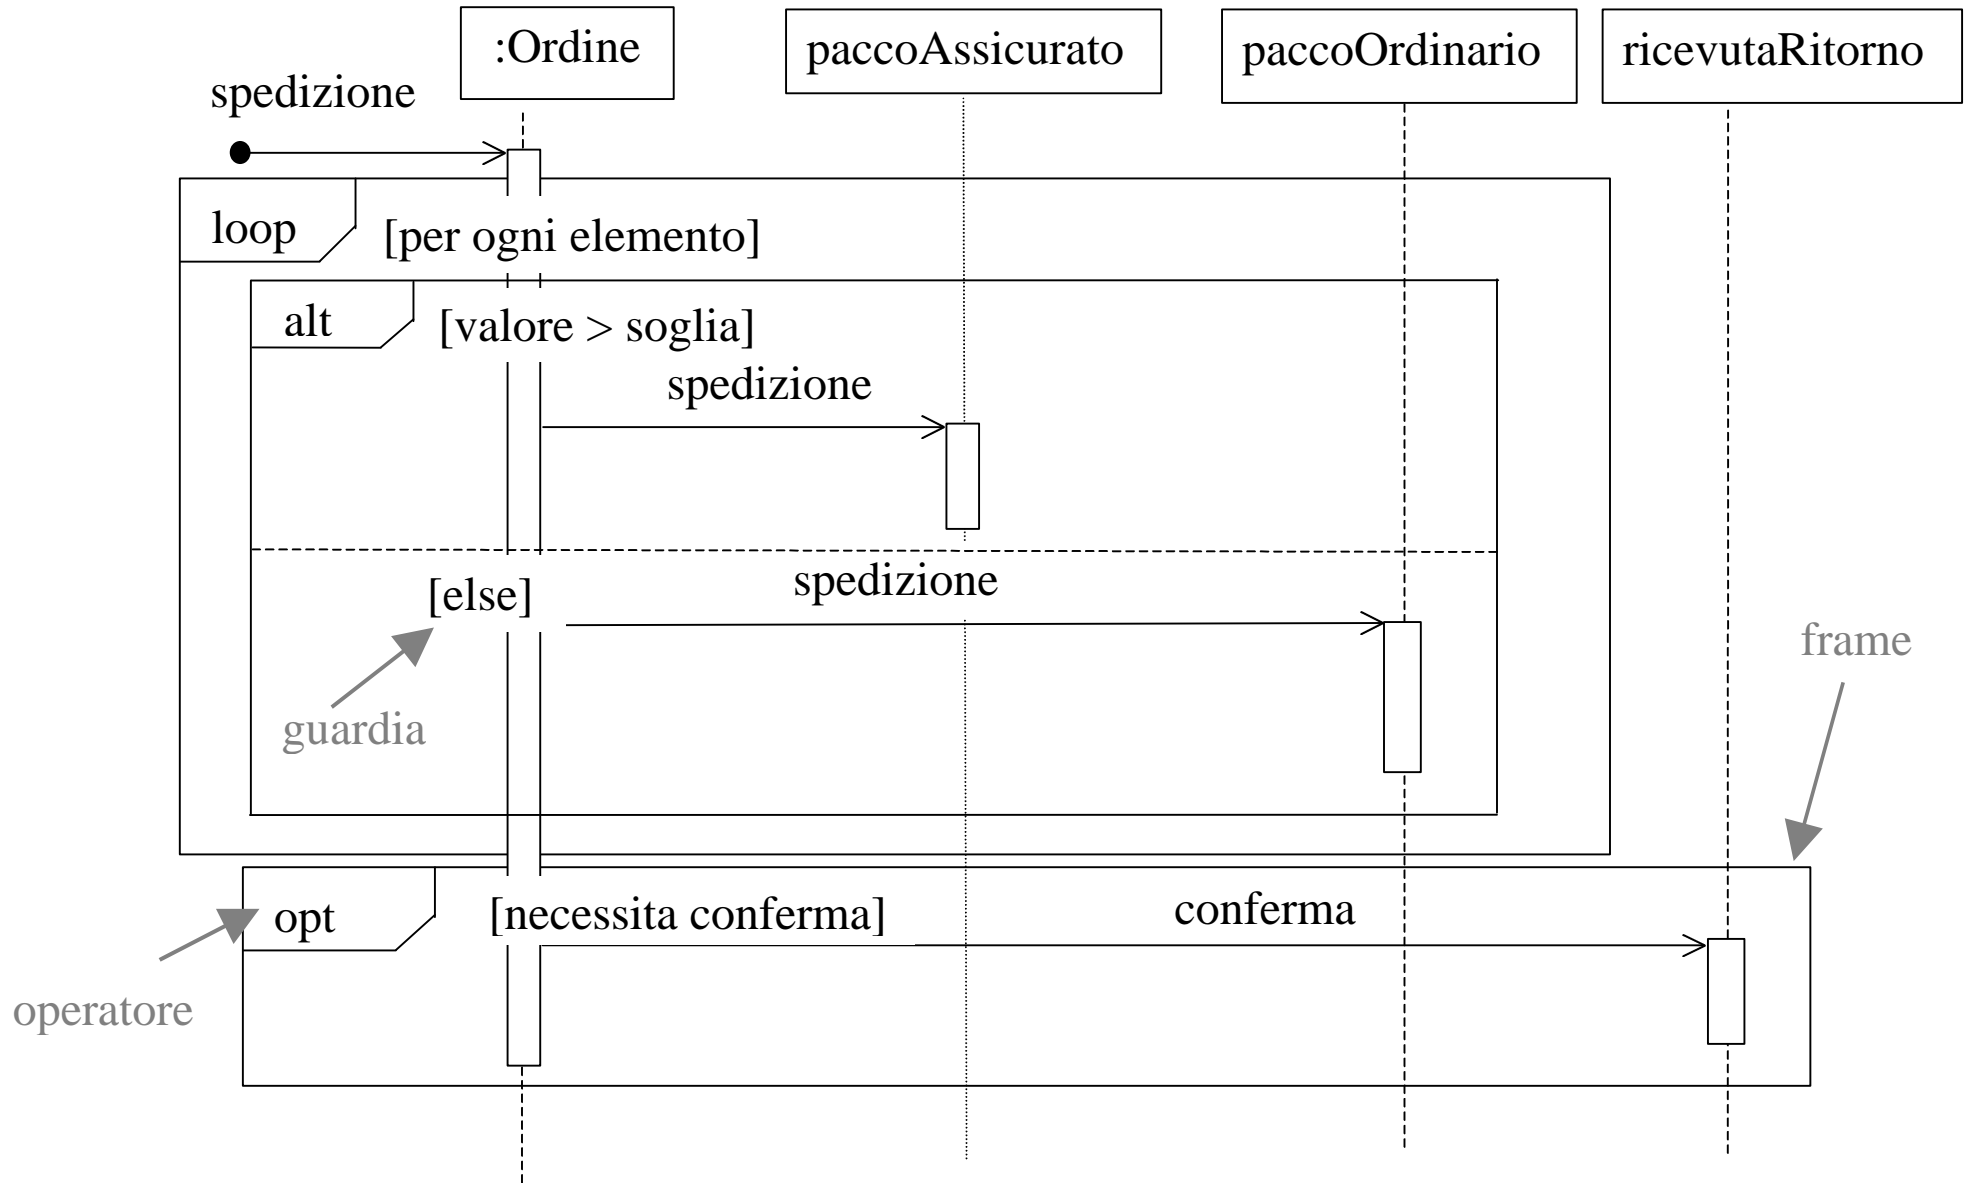 :Ordine
paccoAssicurato
paccoOrdinario
ricevutaRitorno
spedizione
loop
[per ogni elemento]
alt
[valore > soglia]
spedizione
[else]
spedizione
guardia
frame
opt
[necessita conferma]
conferma
operatore